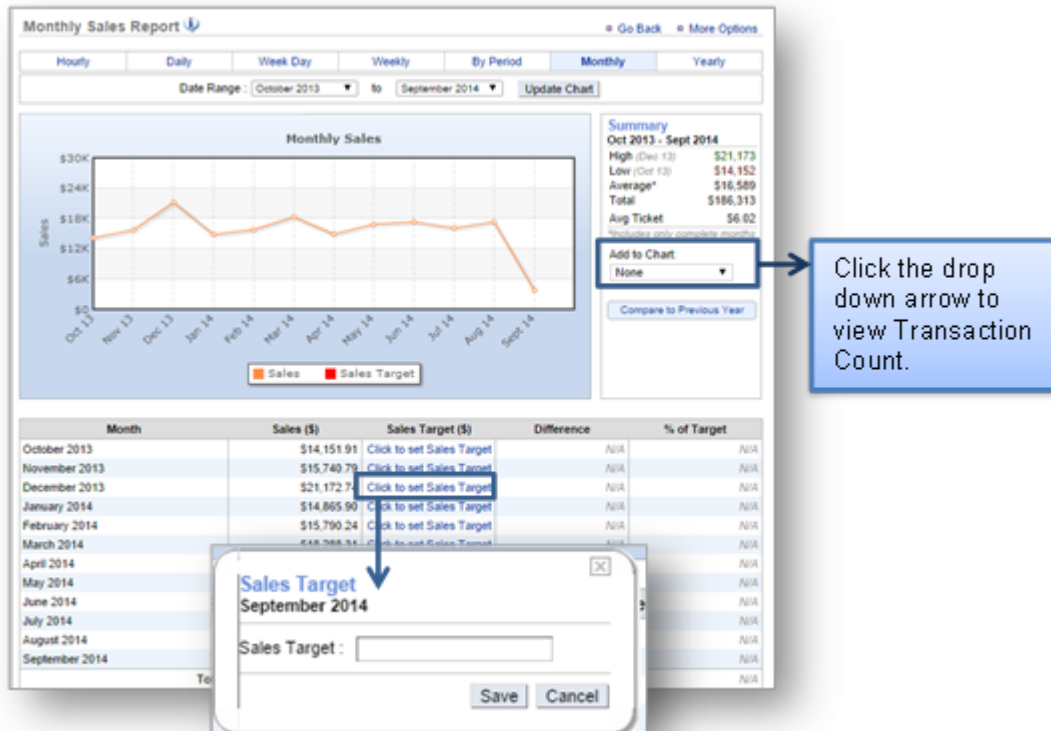 Monthly Sales Report
Go Back More Options
Hourly Daily Week Day Weekly By Period Monthly Yearly
Date Range : October 2013 to September 2014 Update Chart
Monthly Sales
$30K
$24K
$18K
$12K
$6K
$0
Sales
Oct 13 Nov 13 Dec 13 Jan 14 Feb 14 Mar 14 Apr 14 May 14 Jun 14 Jul 14 Aug 14 Sept 14
Sales Sales Target
Summary
Oct 2013 - Sept 2014
High (Dec 13) $21,173
Low (Oct 13) $14,152
Average* $16,589
Total $186,313
Avg Ticket $6.02
*Includes only complete months
Add to Chart:
None
Compare to Previous Year
Click the drop
down arrow to
view Transaction
Count.
Month Sales ($) Sales Target ($) Difference % of Target
October 2013 $14,151.91 Click to set Sales Target N/A N/A
November 2013 $15,740.79 Click to set Sales Target N/A N/A
December 2013 $21,172.74 Click to set Sales Target N/A N/A
January 2014 $14,865.90 Click to set Sales Target N/A N/A
February 2014 $15,790.24 Click to set Sales Target N/A N/A
March 2014 Click to set Sales Target N/A N/A
April 2014 N/A
May 2014 N/A
June 2014 N/A
July 2014 N/A
August 2014 N/A
September 2014 N/A
N/A
Sales Target
September 2014
Sales Target :
Save Cancel